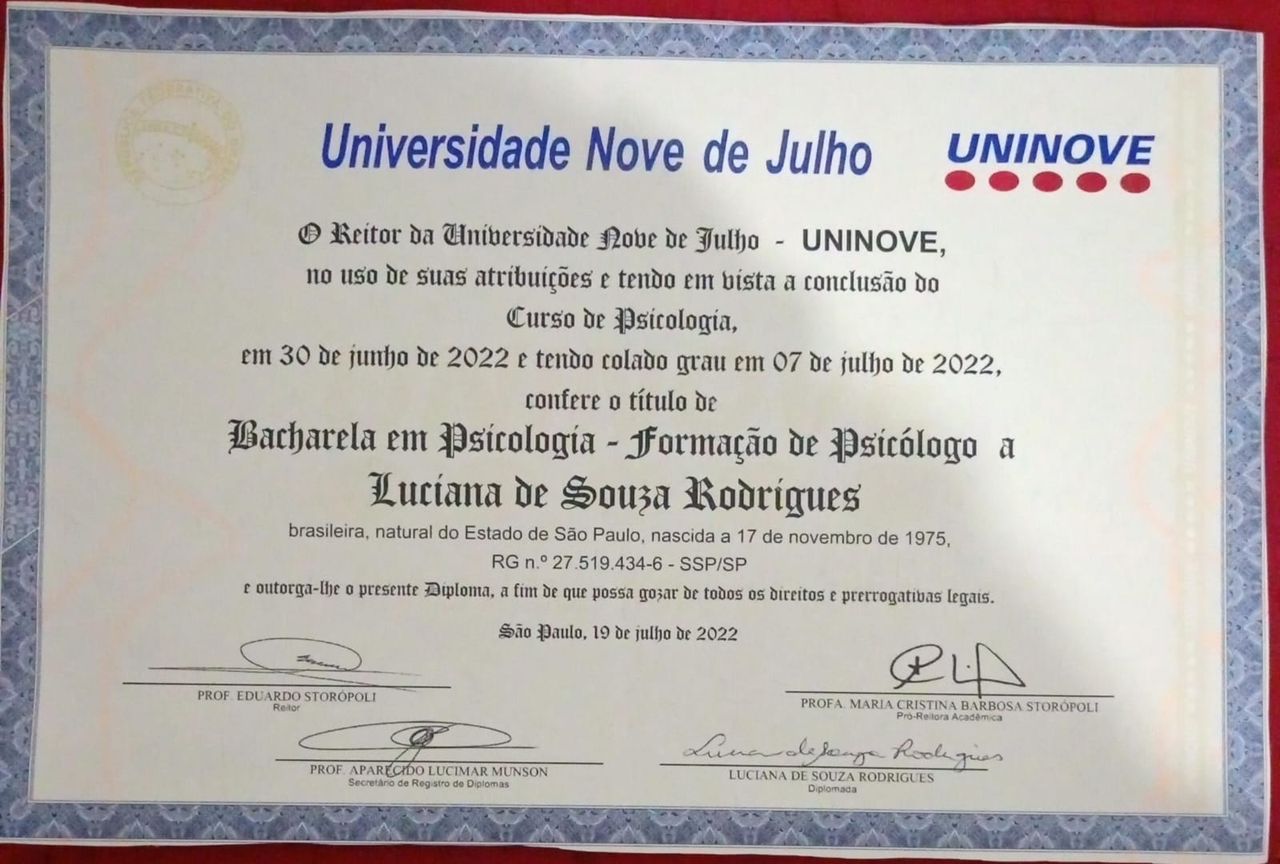 Universidade Nove de Julho
UNINOVE
O Reitor da Universidade Nove de Julho - UNINOVE,
no uso de suas atribuições e tendo em vista a conclusão do
Curso de Psicologia,
em 30 de junho de 2022 e tendo colado grau em 07 de julho de 2022,
confere o título de
Bacharela em Psicologia - Formação de Psicólogo a
Luciana de Souza Rodrigues
brasileira, natural do Estado de São Paulo, nascida a 17 de novembro de 1975,
RG n.º 27.519.434-6 - SSP/SP
e outorga-lhe o presente Diploma, a fim de que possa gozar de todos os direitos e prerrogativas legais.
São Paulo, 19 de julho de 2022
PROF. EDUARDO STORÓPOLI
Reitor
PROFA. MARIA CRISTINA BARBOSA STORÓPOLI
Pró-Reitora Acadêmica
PROF. APARECIDO LUCIMAR MUNSON
Secretário de Registro de Diplomas
Luciana de Souza Rodrigues
LUCIANA DE SOUZA RODRIGUES
Diplomada